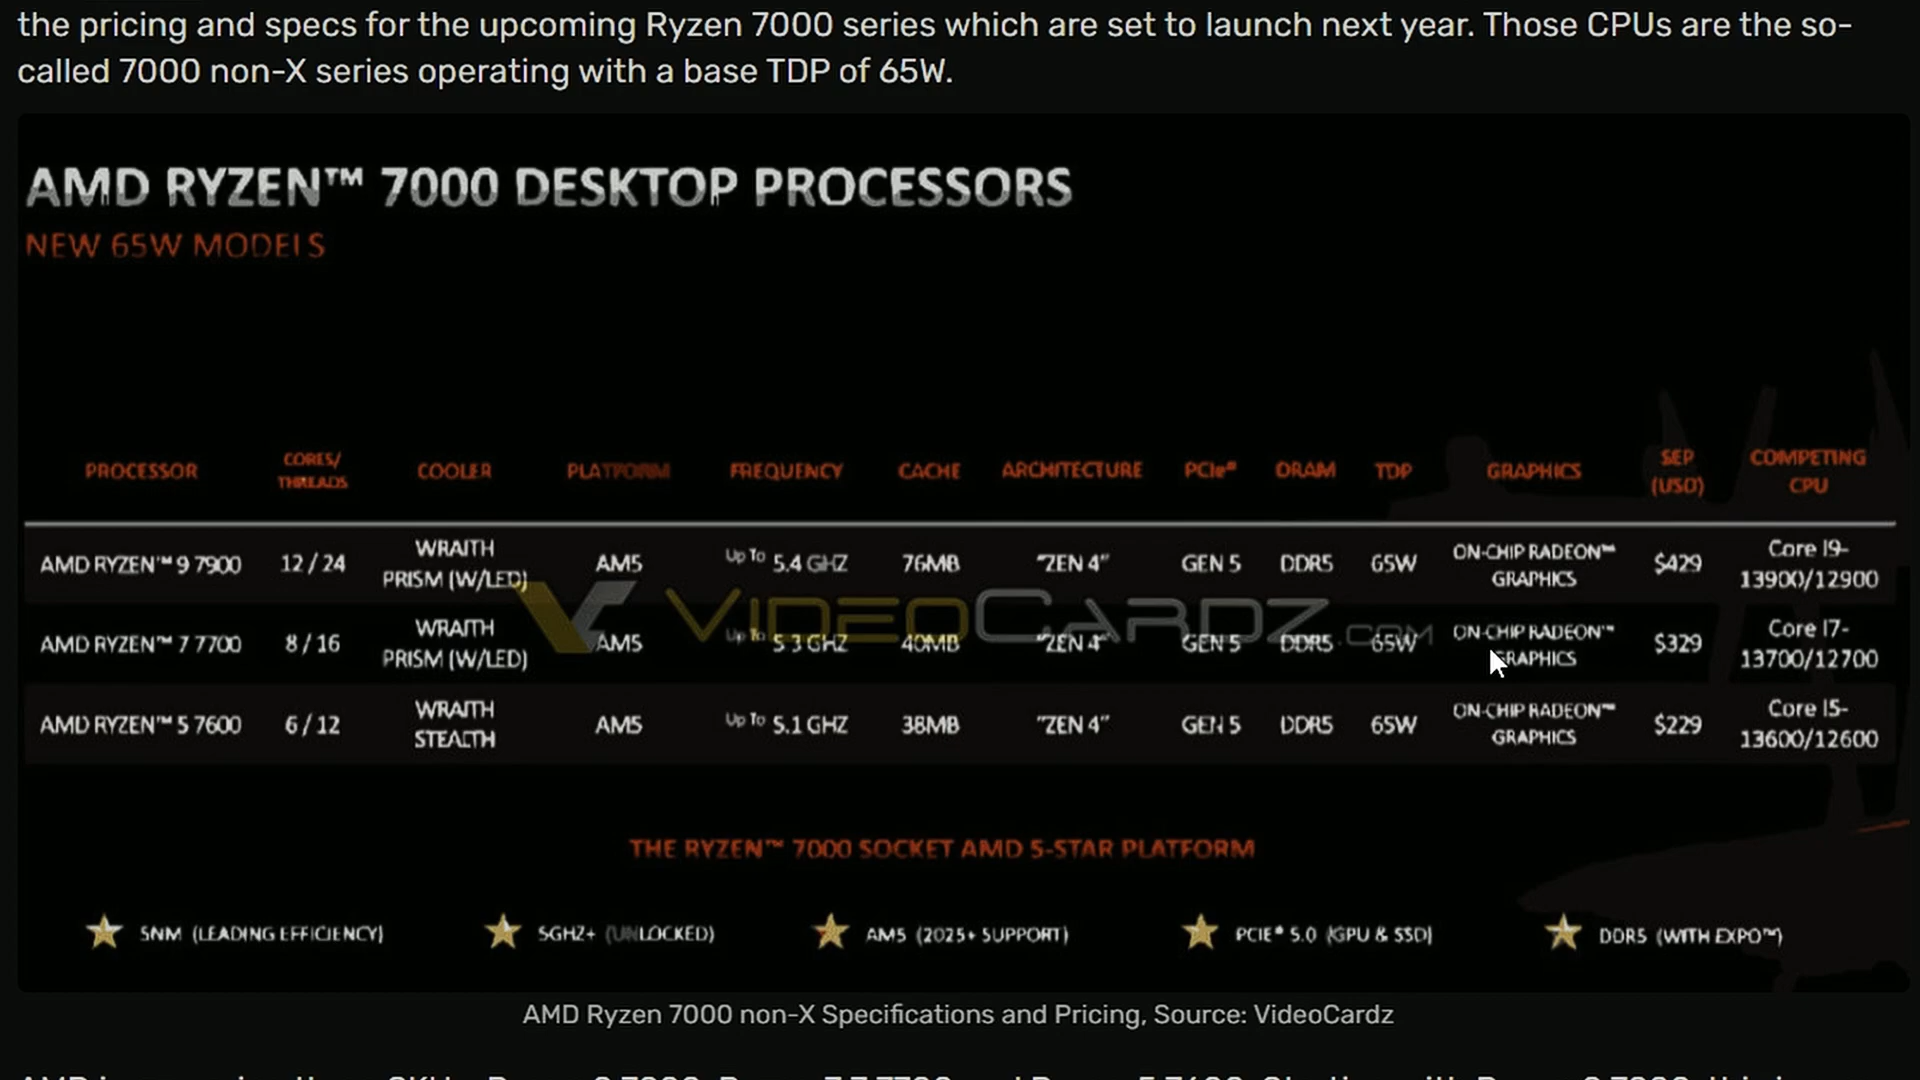 the pricing and specs for the upcoming Ryzen 7000 series which are set to launch next year. Those CPUs are the so-
called 7000 non-X series operating with a base TDP of 65W.
AMD RYZEN™ 7000 DESKTOP PROCESSORS
NEW 65W MODELS
PROCESSOR CORES/ THREADS COOLER PLATFORM FREQUENCY CACHE ARCHITECTURE PCIe® DRAM TDP GRAPHICS SEP (USD) COMPETING CPU
AMD RYZEN™ 9 7900 12 / 24 WRAITH PRISM (W/LED) AM5 Up To 5.4 GHZ 76MB "ZEN 4" GEN 5 DDR5 65W ON-CHIP RADEON™ GRAPHICS $429 Core I9-13900/12900
AMD RYZEN™ 7 7700 8 / 16 WRAITH PRISM (W/LED) AM5 Up To 5.3 GHZ 40MB "ZEN 4" GEN 5 DDR5 65W ON-CHIP RADEON™ GRAPHICS $329 Core I7-13700/12700
AMD RYZEN™ 5 7600 6 / 12 WRAITH STEALTH AM5 Up To 5.1 GHZ 38MB "ZEN 4" GEN 5 DDR5 65W ON-CHIP RADEON™ GRAPHICS $229 Core I5-13600/12600
VIDEOCARDZ.COM
THE RYZEN™ 7000 SOCKET AMD 5-STAR PLATFORM
5NM (LEADING EFFICIENCY) 5GHZ+ (UNLOCKED) AM5 (2025+ SUPPORT) PCIE® 5.0 (GPU & SSD) DDR5 (WITH EXPO™)
AMD Ryzen 7000 non-X Specifications and Pricing, Source: VideoCardz